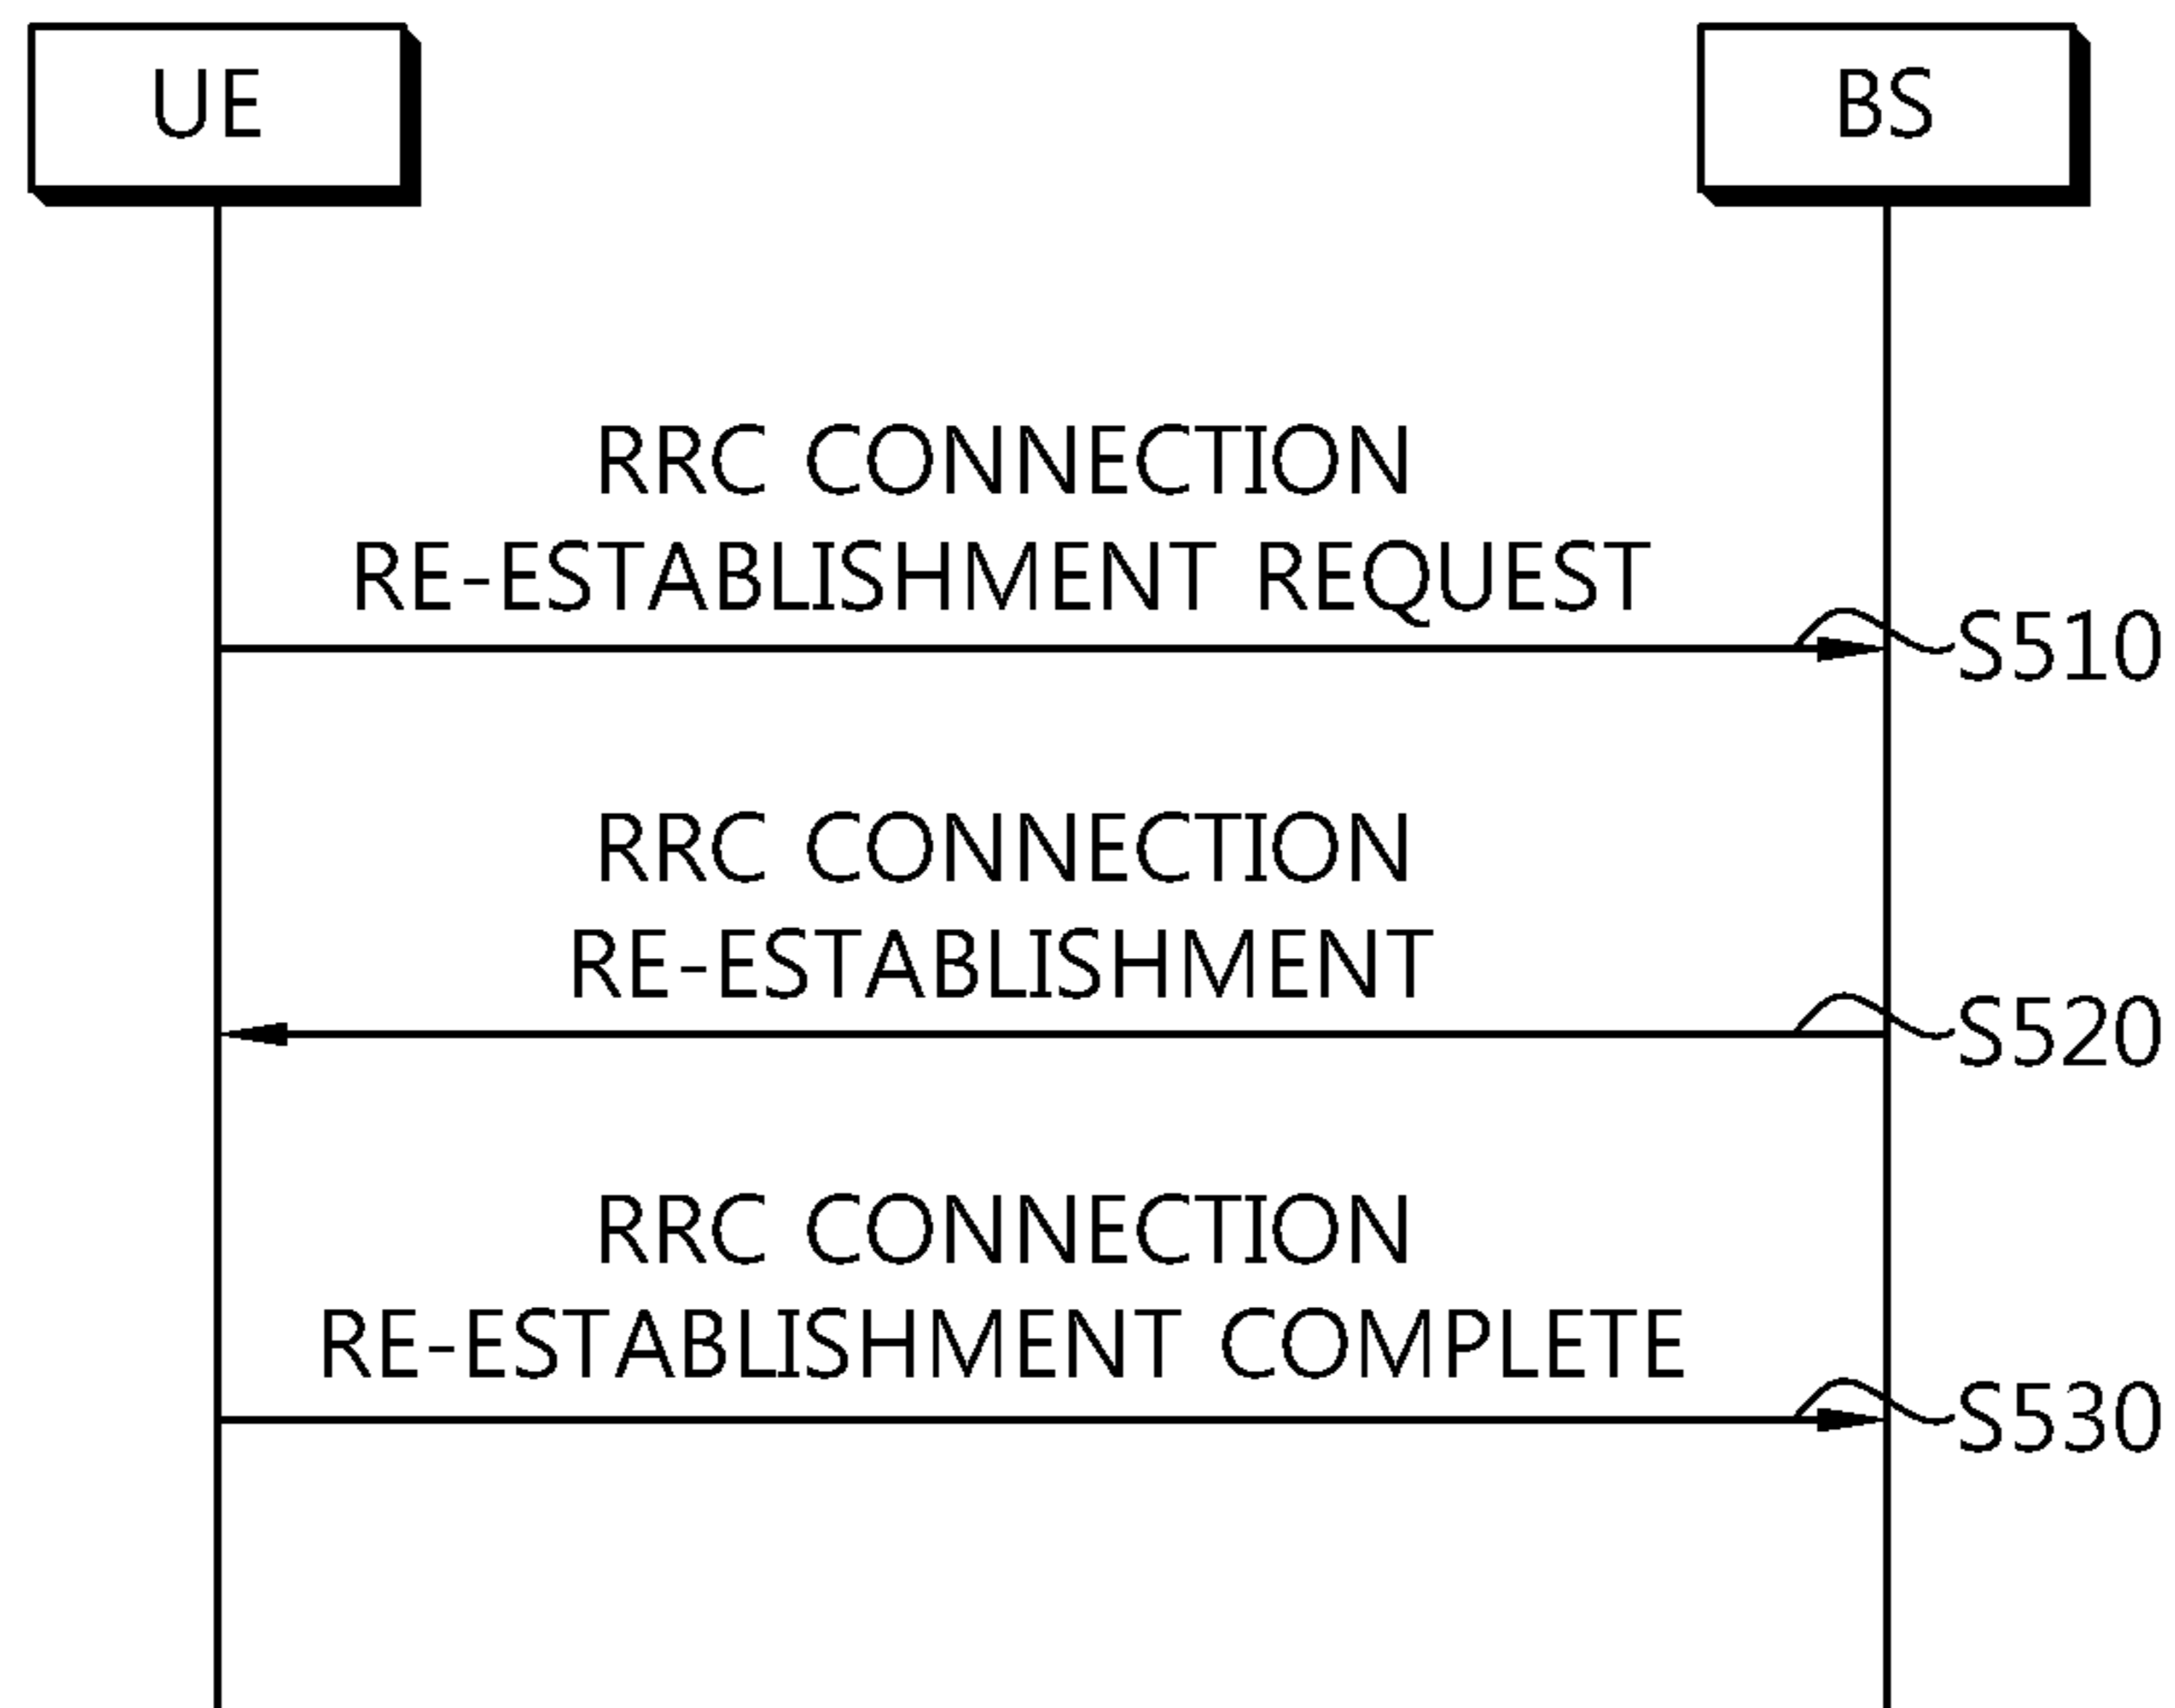 UE
BS
RRC CONNECTION
RE-ESTABLISHMENT REQUEST
S510
RRC CONNECTION
RE-ESTABLISHMENT
S520
RRC CONNECTION
RE-ESTABLISHMENT COMPLETE
S530